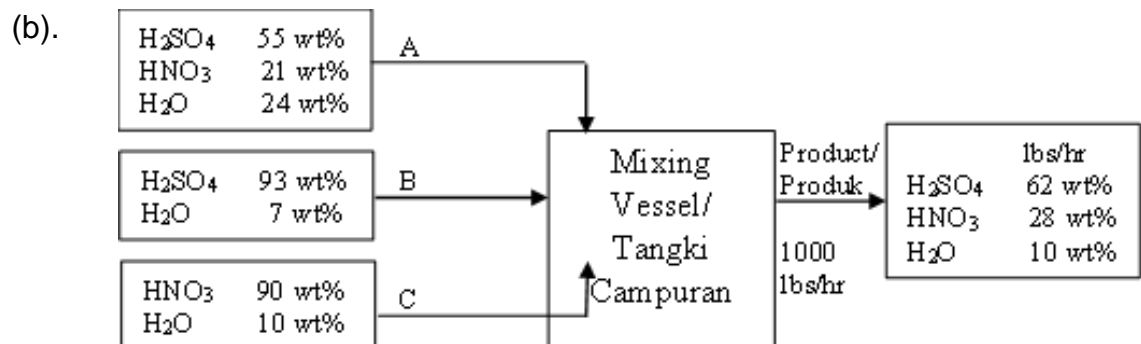 (b).
H₂SO₄ 55 wt%
HNO₃ 21 wt%
H₂O 24 wt%
A
H₂SO₄ 93 wt%
H₂O 7 wt%
B
HNO₃ 90 wt%
H₂O 10 wt%
C
Mixing
Vessel/
Tangki
Campuran
Product/
Produk
1000
lbs/hr
lbs/hr
H₂SO₄ 62 wt%
HNO₃ 28 wt%
H₂O 10 wt%